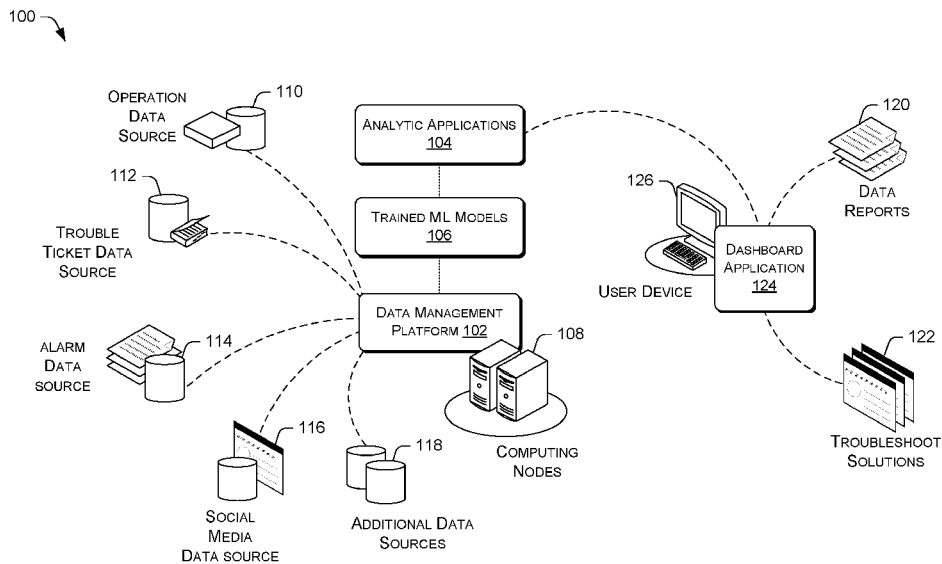 100
OPERATION
DATA
SOURCE
110
112
TROUBLE
TICKET DATA
SOURCE
ALARM
DATA
SOURCE
114
116
SOCIAL
MEDIA
DATA SOURCE
118
ADDITIONAL DATA
SOURCES
ANALYTIC APPLICATIONS
104
TRAINED ML MODELS
106
DATA MANAGEMENT
PLATFORM 102
108
COMPUTING
NODES
126
USER DEVICE
DASHBOARD
APPLICATION
124
120
DATA
REPORTS
122
TROUBLESHOOT
SOLUTIONS